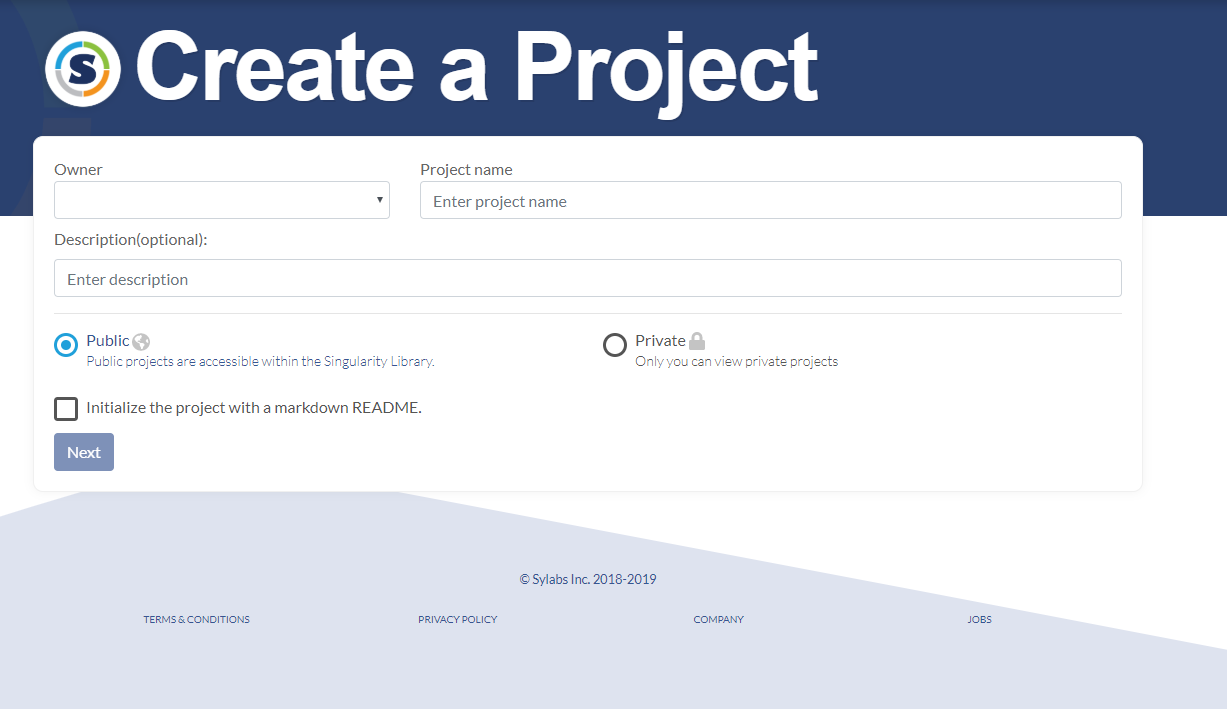 S Create a Project
Owner Project name
Enter project name
Description(optional):
Enter description
Public Private
Public projects are accessible within the Singularity Library. Only you can view private projects
Initialize the project with a markdown README.
Next
© Sylabs Inc. 2018-2019
TERMS & CONDITIONS PRIVACY POLICY COMPANY JOBS